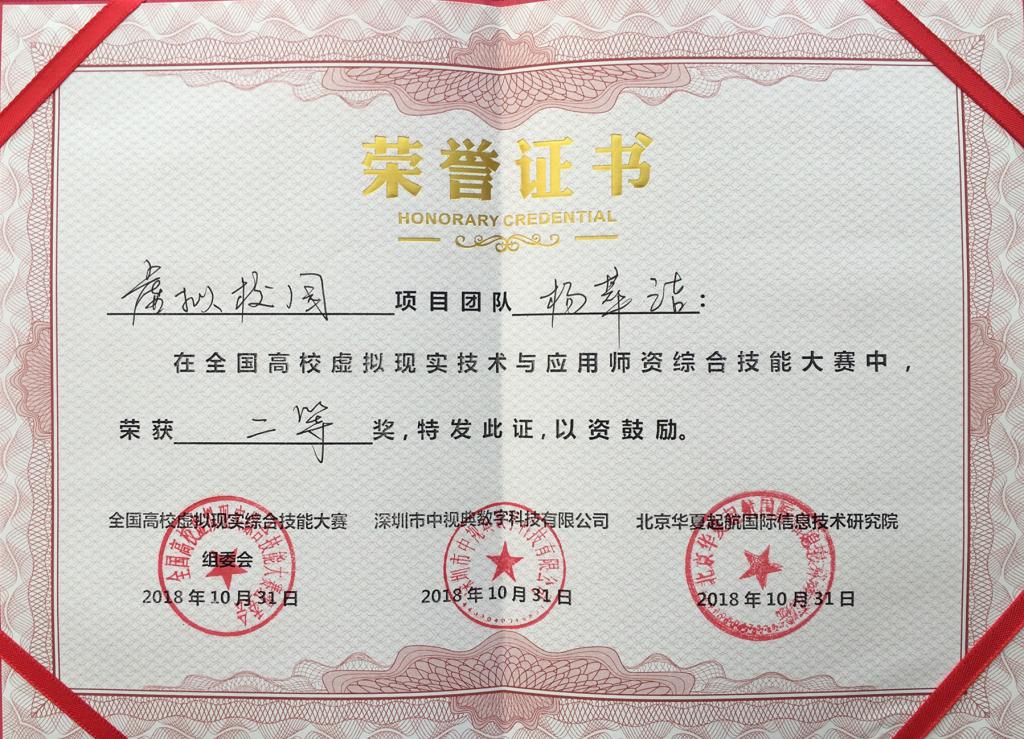 荣誉证书
HONORARY CREDENTIAL
虚拟校园 项目团队 杨华洁：
在全国高校虚拟现实技术与应用师资综合技能大赛中，
荣获 二等 奖，特发此证，以资鼓励。
全国高校虚拟现实综合技能大赛 深圳市中视典数字科技有限公司 北京华夏起航国际信息技术研究院
组委会
2018年10月31日 2018年10月31日 2018年10月31日